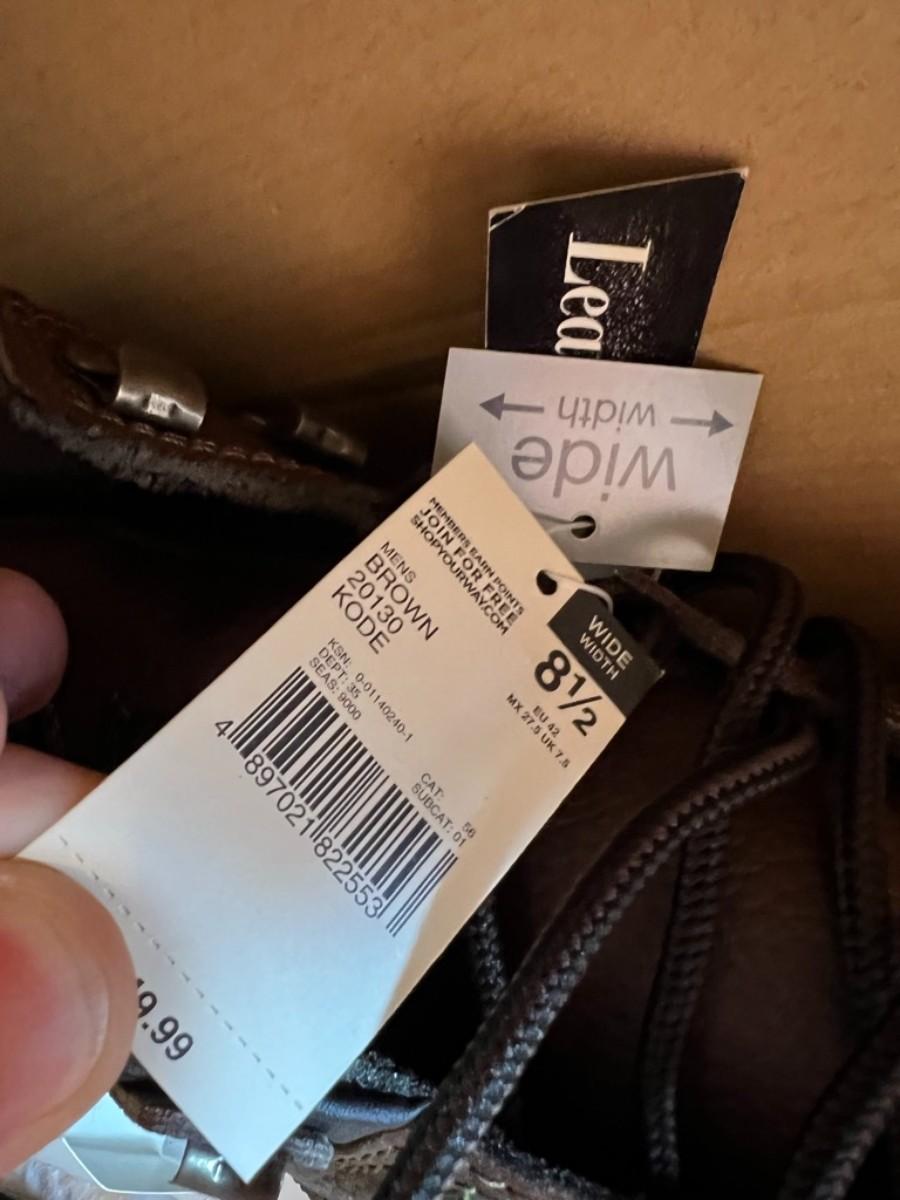 Lea
wide
width
MEMBERS EARN POINTS
JOIN FOR FREE
SHOPYOURWAY.COM
MENS
BROWN
20130
KODE
WIDE
WIDTH
8½
EU 42
MX 27.5 UK 7.5
KSN: 0-01140240-1
DEPT: 35
SEAS: 9000
CAT: 56
SUBCAT: 01
4 897021 822553
9.99